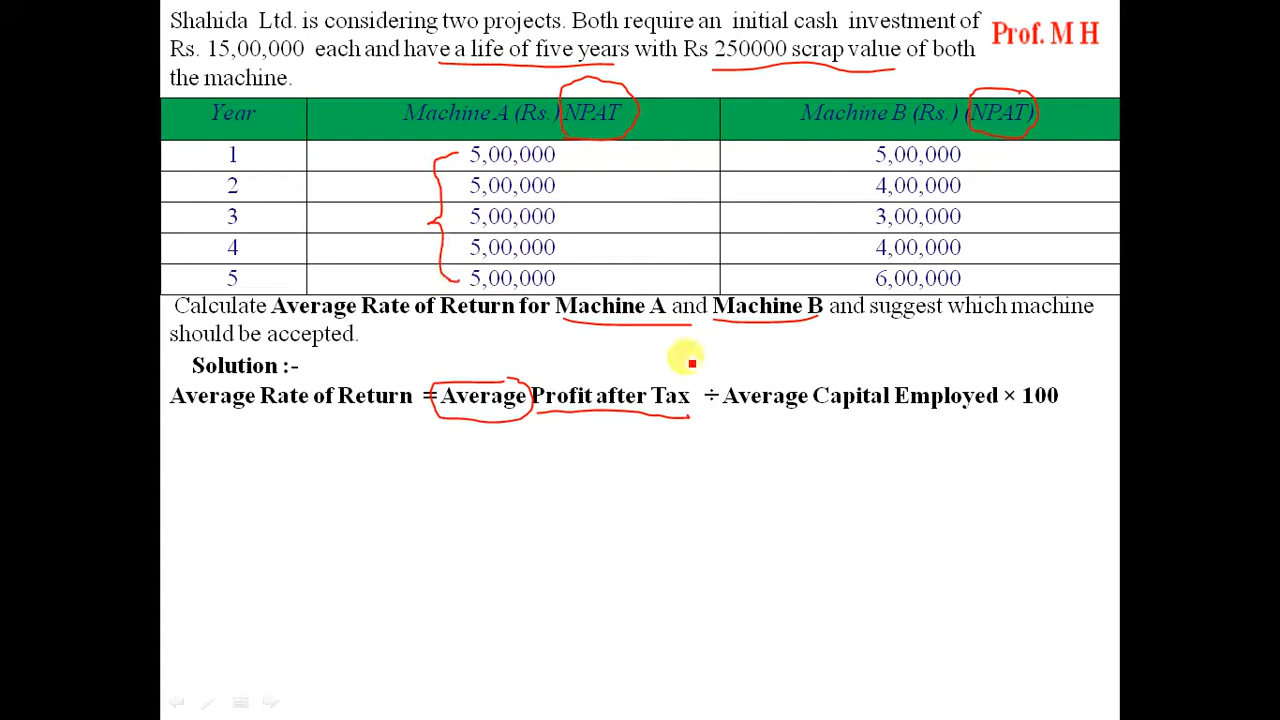 Shahida Ltd. is considering two projects. Both require an initial cash investment of
Rs. 15,00,000 each and have a life of five years with Rs 250000 scrap value of both
the machine.
Prof. M H
Year Machine A (Rs.) NPAT Machine B (Rs.) (NPAT)
1 5,00,000 5,00,000
2 5,00,000 4,00,000
3 5,00,000 3,00,000
4 5,00,000 4,00,000
5 5,00,000 6,00,000
Calculate Average Rate of Return for Machine A and Machine B and suggest which machine
should be accepted.
Solution :-
Average Rate of Return = Average Profit after Tax ÷ Average Capital Employed × 100